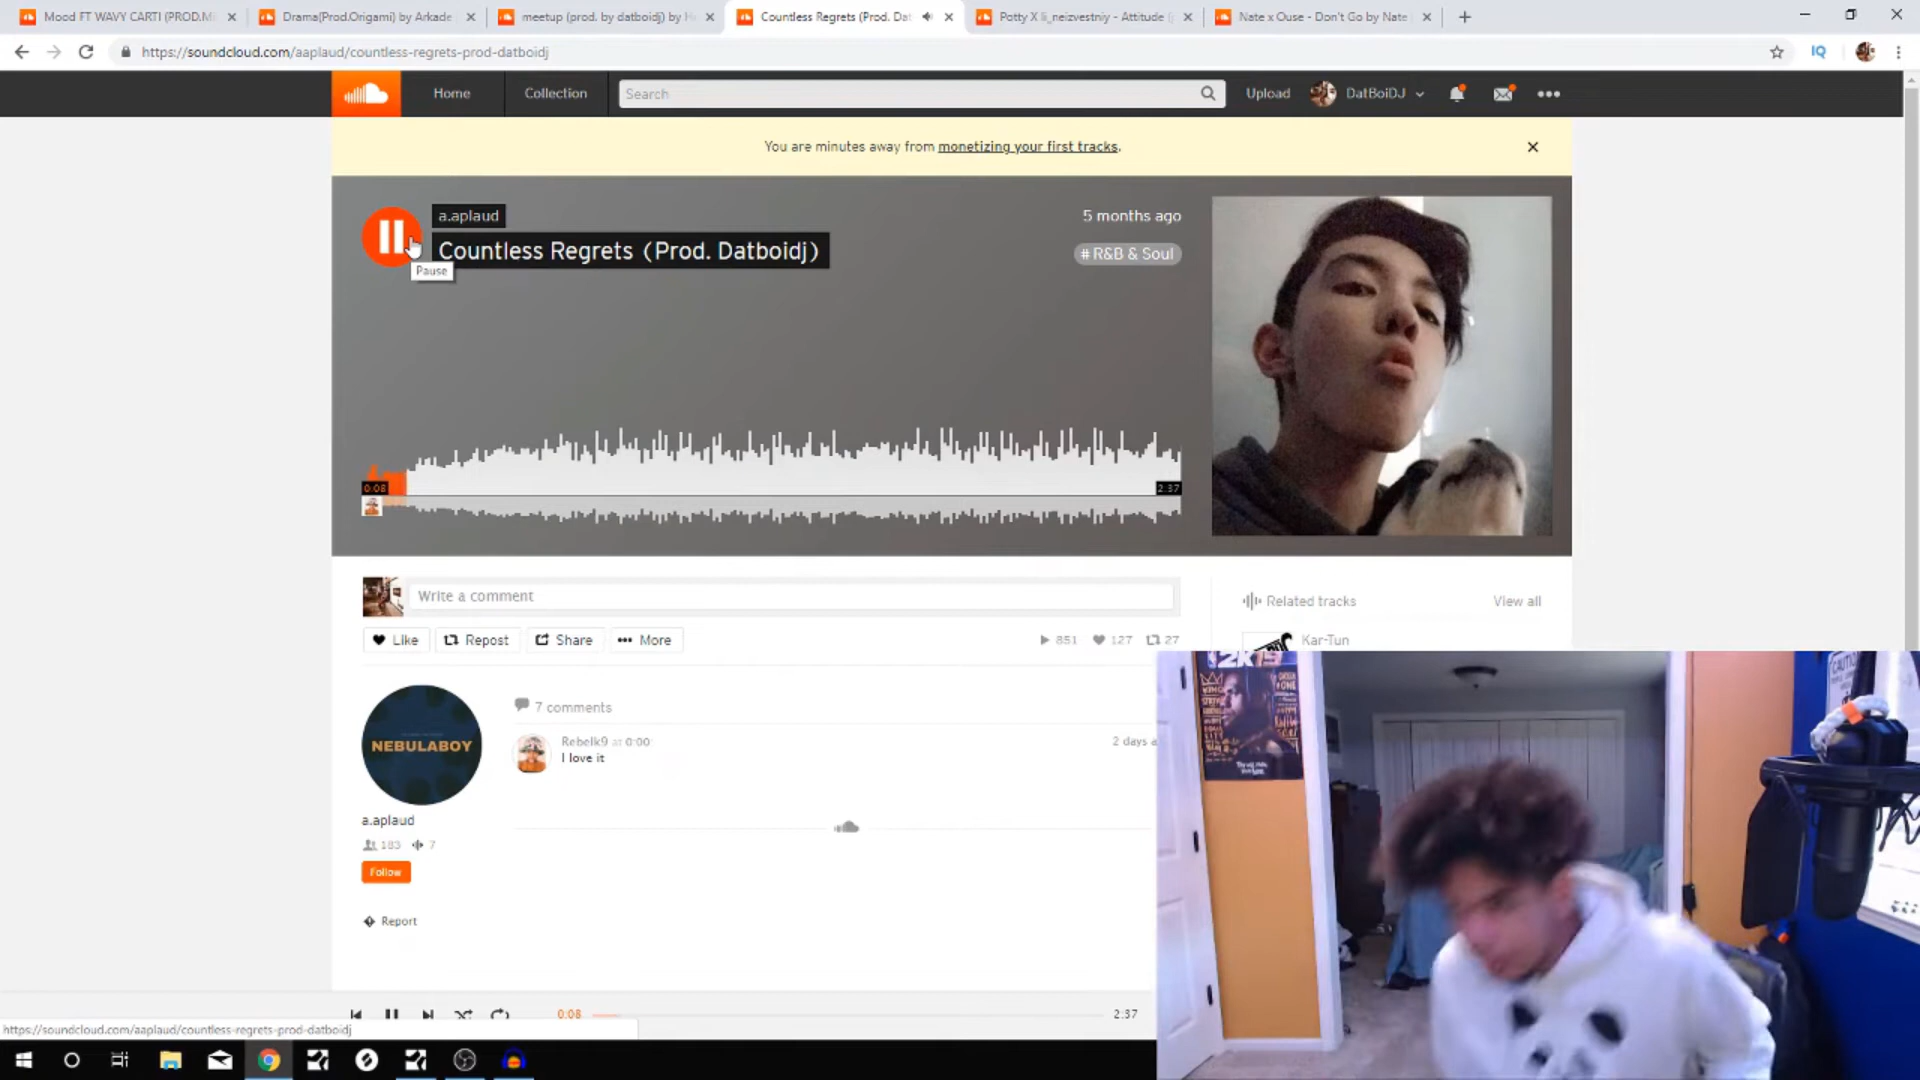 Mood FT WAVY CARTI (PROD.MI
Drama(Prod.Origami) by Arkade
meetup (prod. by datboidj) by H
Countless Regrets (Prod. Dat
Potty X li_neizvestniy - Attitude (
Nate x Ouse - Don't Go by Nate
https://soundcloud.com/aaplaud/countless-regrets-prod-datboidj
IQ
Home
Collection
Search
Upload
DatBoiDJ
You are minutes away from monetizing your first tracks.
a.aplaud
5 months ago
Countless Regrets (Prod. Datboidj)
# R&B & Soul
Pause
0:08
2:37
Write a comment
Related tracks
View all
Like
Repost
Share
More
851
127
27
Kar-Tun
2K19
NEBULABOY
7 comments
Rebelk9 at 0:00
2 days a
I love it
a.aplaud
183
7
Follow
Report
0:08
2:37
https://soundcloud.com/aaplaud/countless-regrets-prod-datboidj